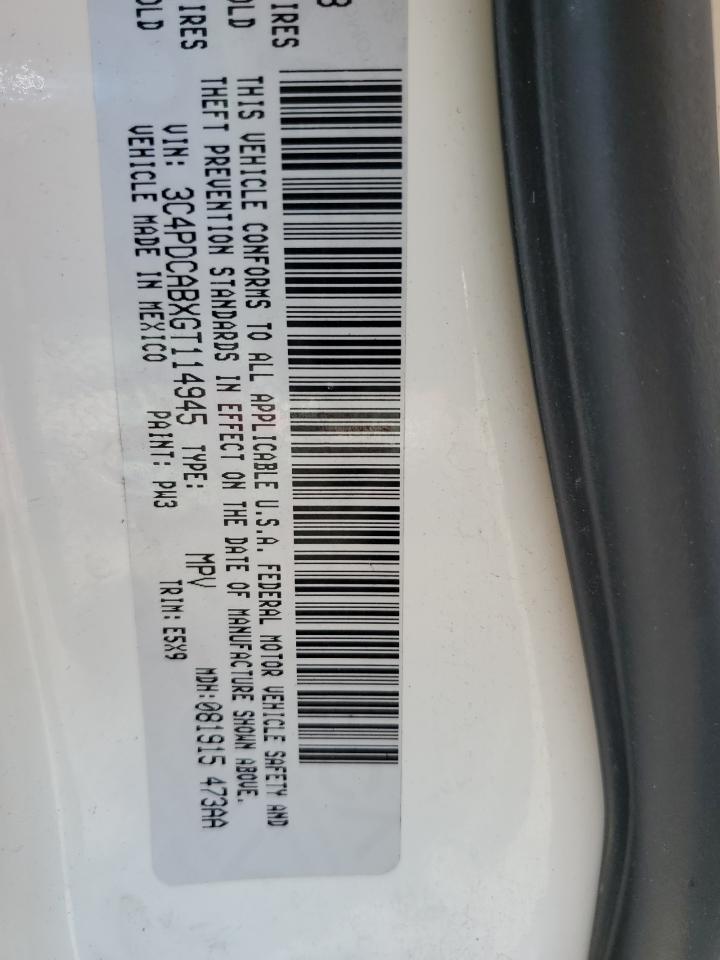 8
IRES
OLD
IRES
OLD
THIS VEHICLE CONFORMS TO ALL APPLICABLE U.S.A. FEDERAL MOTOR VEHICLE SAFETY AND
THEFT PREVENTION STANDARDS IN EFFECT ON THE DATE OF MANUFACTURE SHOWN ABOVE.
VIN: 3C4PDCABXGT114945 TYPE: MPV MDH:081915 473AA
VEHICLE MADE IN MEXICO PAINT: PW3 TRIM:E5X9